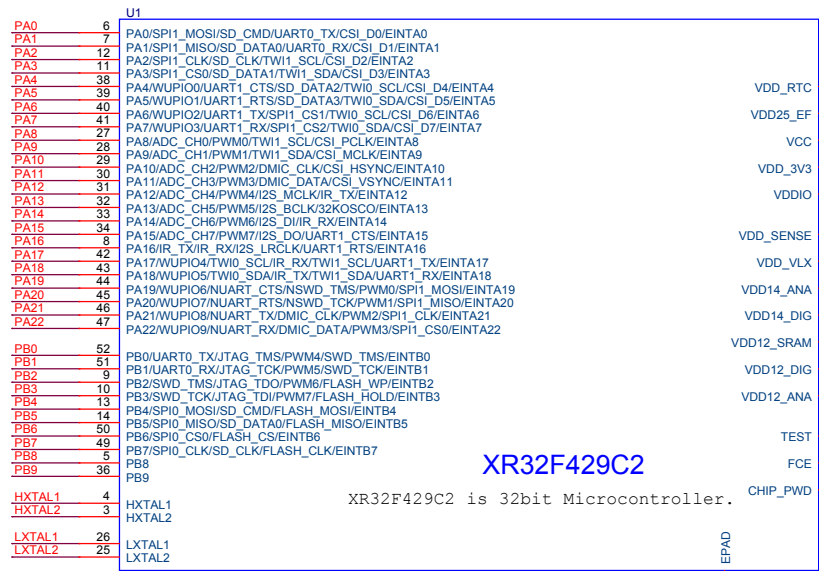 U1
PA0 6 PA0/SPI1_MOSI/SD_CMD/UART0_TX/CSI_D0/EINTA0
PA1 7 PA1/SPI1_MISO/SD_DATA0/UART0_RX/CSI_D1/EINTA1
PA2 12 PA2/SPI1_CLK/SD_CLK/TWI1_SCL/CSI_D2/EINTA2
PA3 11 PA3/SPI1_CS0/SD_DATA1/TWI1_SDA/CSI_D3/EINTA3
PA4 38 PA4/WUPIO0/UART1_CTS/SD_DATA2/TWI0_SCL/CSI_D4/EINTA4 VDD_RTC
PA5 39 PA5/WUPIO1/UART1_RTS/SD_DATA3/TWI0_SDA/CSI_D5/EINTA5
PA6 40 PA6/WUPIO2/UART1_TX/SPI1_CS1/TWI0_SCL/CSI_D6/EINTA6 VDD25_EF
PA7 41 PA7/WUPIO3/UART1_RX/SPI1_CS2/TWI0_SDA/CSI_D7/EINTA7
PA8 27 PA8/ADC_CH0/PWM0/TWI1_SCL/CSI_PCLK/EINTA8 VCC
PA9 28 PA9/ADC_CH1/PWM1/TWI1_SDA/CSI_MCLK/EINTA9
PA10 29 PA10/ADC_CH2/PWM2/DMIC_CLK/CSI_HSYNC/EINTA10 VDD_3V3
PA11 30 PA11/ADC_CH3/PWM3/DMIC_DATA/CSI_VSYNC/EINTA11
PA12 31 PA12/ADC_CH4/PWM4/I2S_MCLK/IR_TX/EINTA12 VDDIO
PA13 32 PA13/ADC_CH5/PWM5/I2S_BCLK/32KOSCO/EINTA13
PA14 33 PA14/ADC_CH6/PWM6/I2S_DI/IR_RX/EINTA14
PA15 34 PA15/ADC_CH7/PWM7/I2S_DO/UART1_CTS/EINTA15 VDD_SENSE
PA16 8 PA16/IR_TX/IR_RX/I2S_LRCLK/UART1_RTS/EINTA16
PA17 42 PA17/WUPIO4/TWI0_SCL/IR_RX/TWI1_SCL/UART1_TX/EINTA17 VDD_VLX
PA18 43 PA18/WUPIO5/TWI0_SDA/IR_TX/TWI1_SDA/UART1_RX/EINTA18
PA19 44 PA19/WUPIO6/NUART_CTS/NSWD_TMS/PWM0/SPI1_MOSI/EINTA19 VDD14_ANA
PA20 45 PA20/WUPIO7/NUART_RTS/NSWD_TCK/PWM1/SPI1_MISO/EINTA20
PA21 46 PA21/WUPIO8/NUART_TX/DMIC_CLK/PWM2/SPI1_CLK/EINTA21 VDD14_DIG
PA22 47 PA22/WUPIO9/NUART_RX/DMIC_DATA/PWM3/SPI1_CS0/EINTA22
VDD12_SRAM
PB0 52 PB0/UART0_TX/JTAG_TMS/PWM4/SWD_TMS/EINTB0
PB1 51 PB1/UART0_RX/JTAG_TCK/PWM5/SWD_TCK/EINTB1 VDD12_DIG
PB2 9 PB2/SWD_TMS/JTAG_TDO/PWM6/FLASH_WP/EINTB2
PB3 10 PB3/SWD_TCK/JTAG_TDI/PWM7/FLASH_HOLD/EINTB3 VDD12_ANA
PB4 13 PB4/SPI0_MOSI/SD_CMD/FLASH_MOSI/EINTB4
PB5 14 PB5/SPI0_MISO/SD_DATA0/FLASH_MISO/EINTB5
PB6 50 PB6/SPI0_CS0/FLASH_CS/EINTB6 TEST
PB7 49 PB7/SPI0_CLK/SD_CLK/FLASH_CLK/EINTB7
PB8 5 PB8 XR32F429C2 FCE
PB9 36 PB9
CHIP_PWD
HXTAL1 4 HXTAL1 XR32F429C2 is 32bit Microcontroller.
HXTAL2 3 HXTAL2
LXTAL1 26 LXTAL1
LXTAL2 25 LXTAL2
EPAD